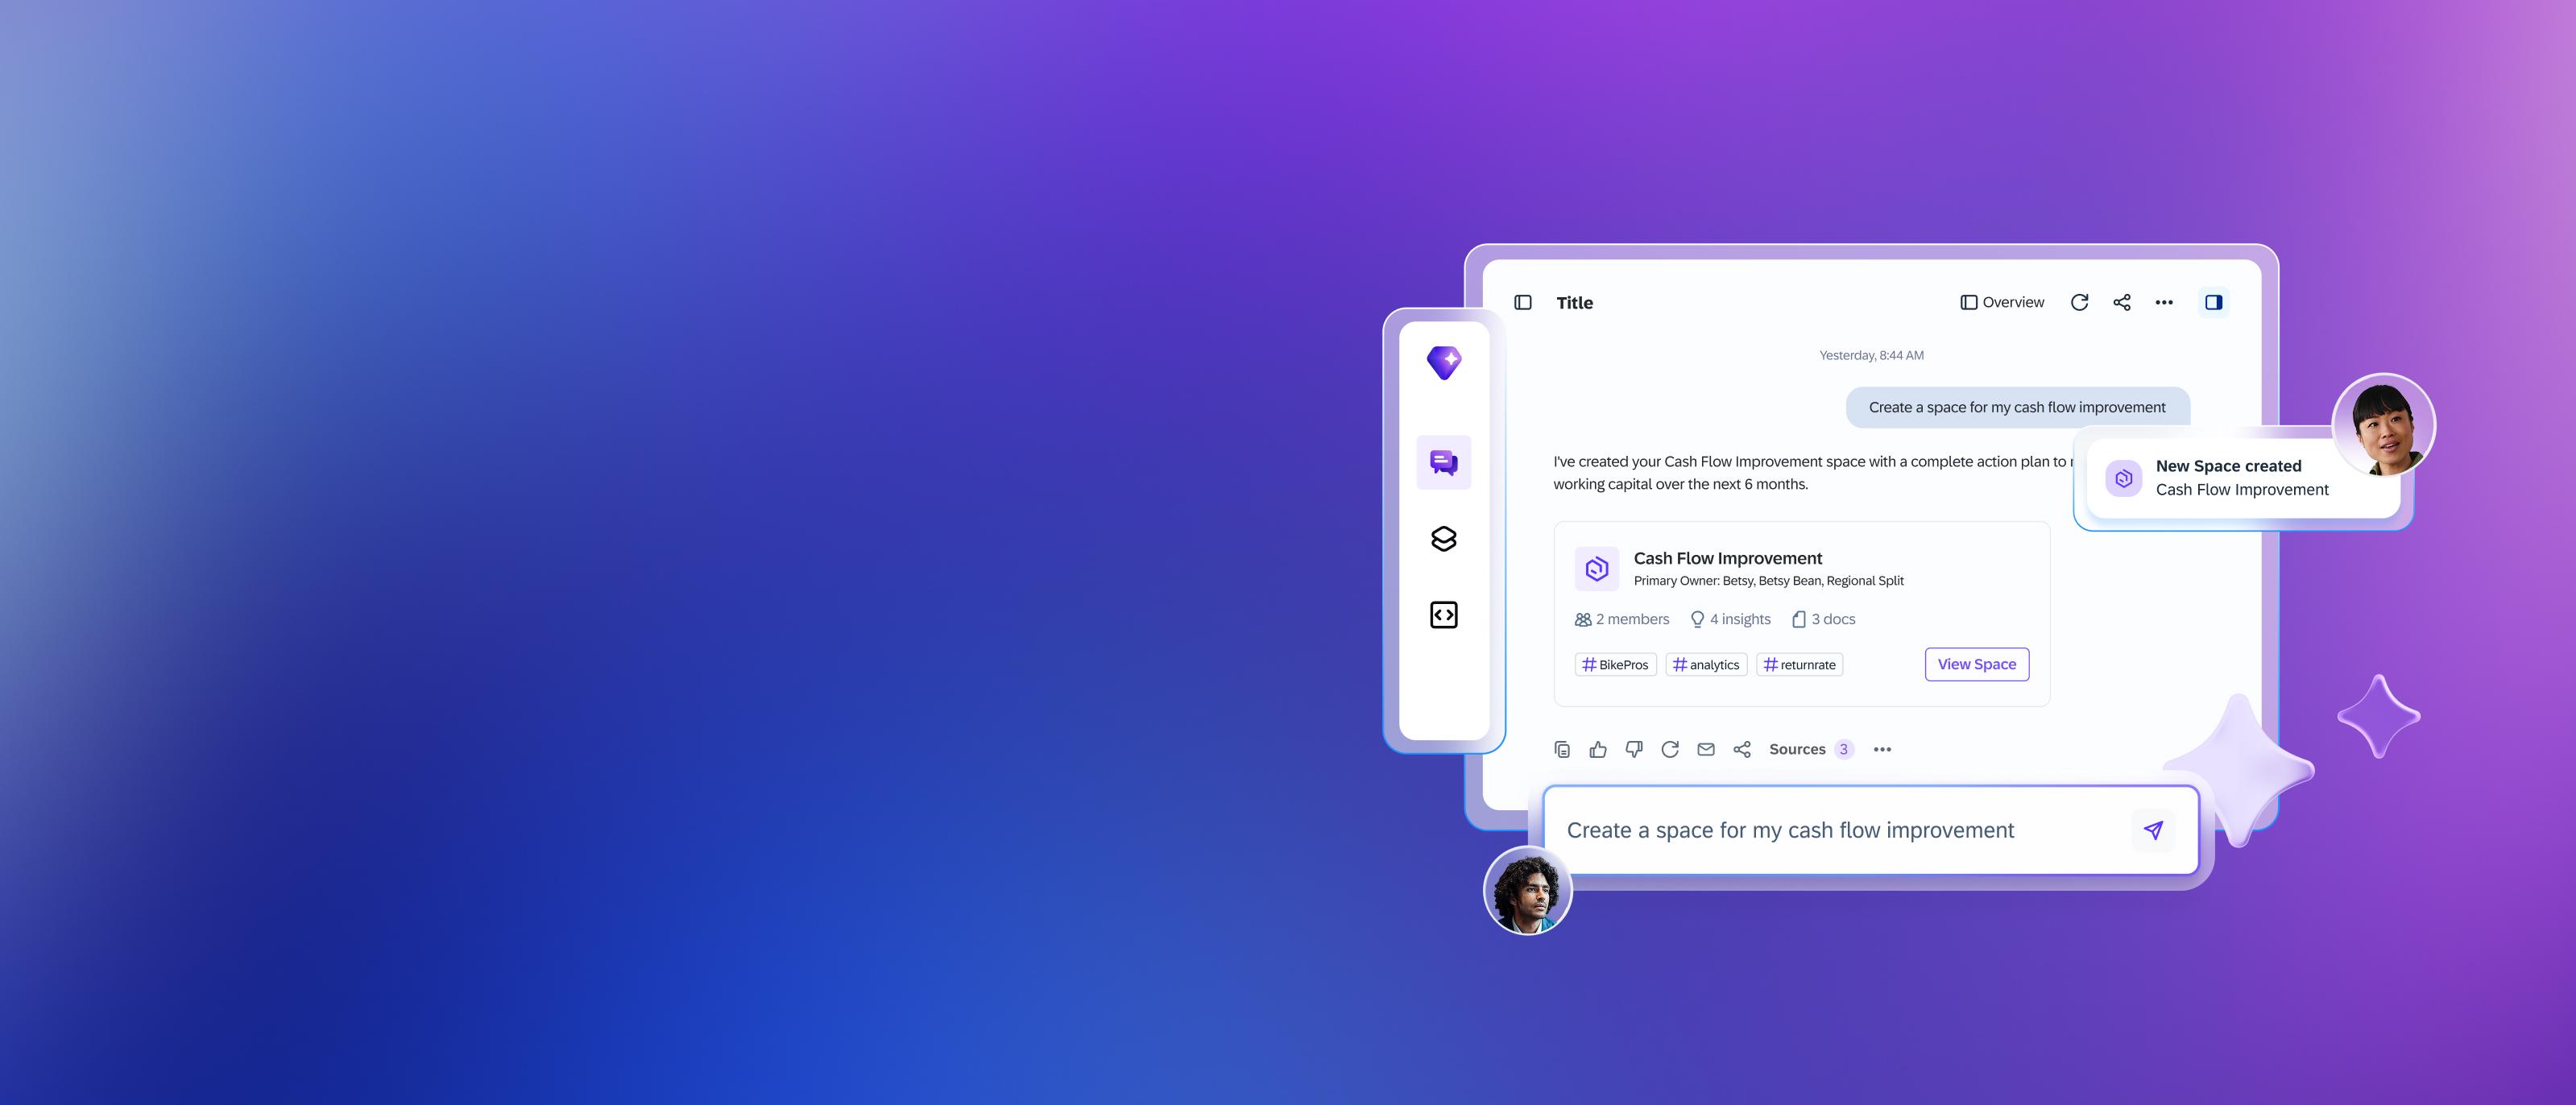 Title
Overview
Yesterday, 8:44 AM
Create a space for my cash flow improvement
I've created your Cash Flow Improvement space with a complete action plan to
working capital over the next 6 months.
New Space created
Cash Flow Improvement
Cash Flow Improvement
Primary Owner: Betsy, Betsy Bean, Regional Split
2 members 4 insights 3 docs
# BikePros # analytics # returnrate View Space
Sources 3
Create a space for my cash flow improvement